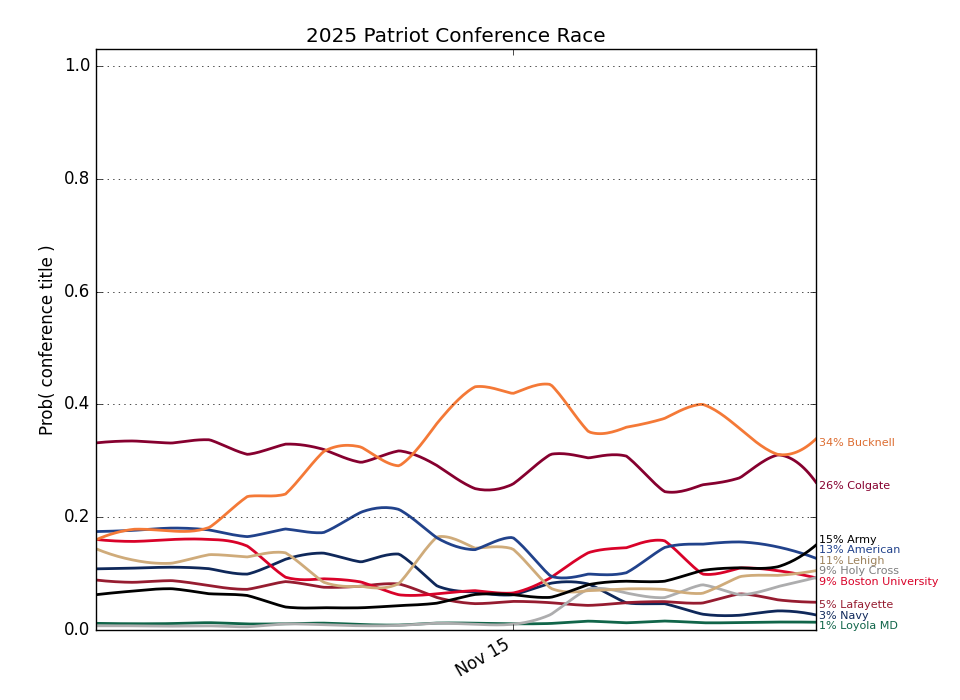 2025 Patriot Conference Race
Prob( conference title )
1.0
0.8
0.6
0.4
0.2
0.0
Nov 15
34% Bucknell
26% Colgate
15% Army
13% American
11% Lehigh
9% Holy Cross
9% Boston University
5% Lafayette
3% Navy
1% Loyola MD